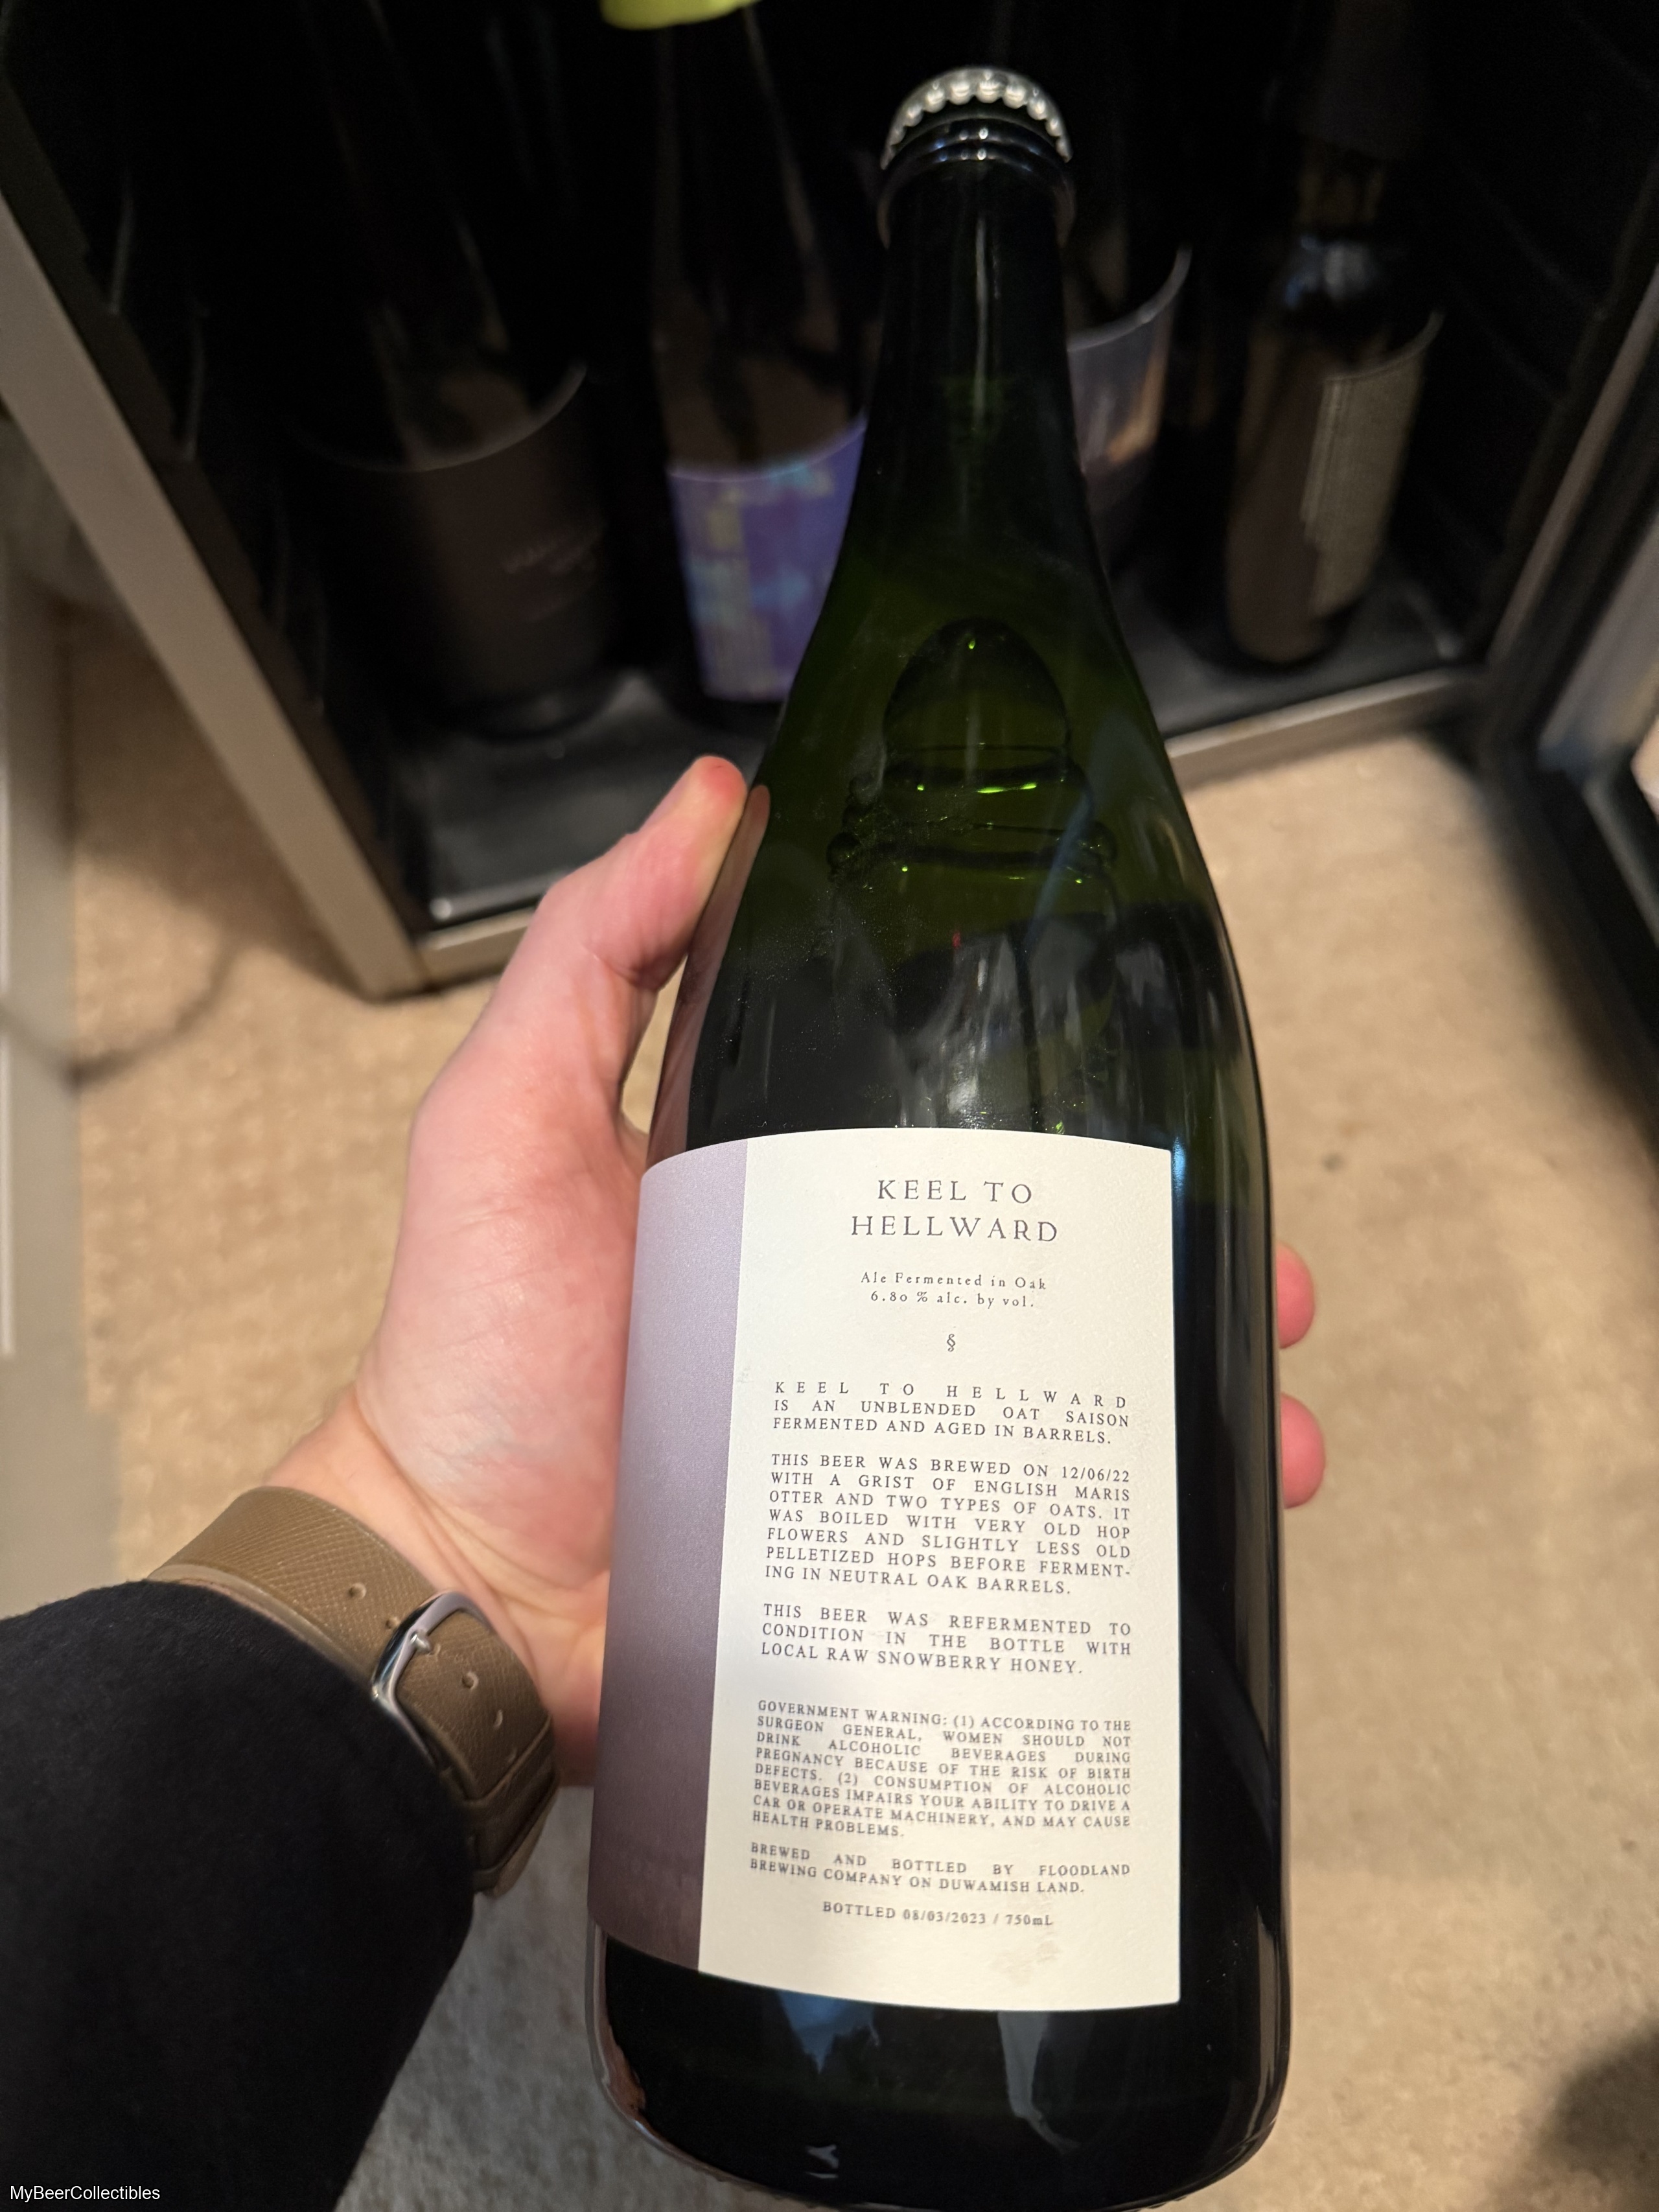 KEEL TO
HELLWARD
Ale Fermented in Oak
6.80 % alc. by vol.
§
KEEL TO HELLWARD
IS AN UNBLENDED OAT SAISON
FERMENTED AND AGED IN BARRELS.
THIS BEER WAS BREWED ON 12/06/22
WITH A GRIST OF ENGLISH MARIS
OTTER AND TWO TYPES OF OATS. IT
WAS BOILED WITH VERY OLD HOP
FLOWERS AND SLIGHTLY LESS OLD
PELLETIZED HOPS BEFORE FERMENT-
ING IN NEUTRAL OAK BARRELS.
THIS BEER WAS REFERMENTED TO
CONDITION IN THE BOTTLE WITH
LOCAL RAW SNOWBERRY HONEY.
GOVERNMENT WARNING: (1) ACCORDING TO THE
SURGEON GENERAL, WOMEN SHOULD NOT
DRINK ALCOHOLIC BEVERAGES DURING
PREGNANCY BECAUSE OF THE RISK OF BIRTH
DEFECTS. (2) CONSUMPTION OF ALCOHOLIC
BEVERAGES IMPAIRS YOUR ABILITY TO DRIVE A
CAR OR OPERATE MACHINERY, AND MAY CAUSE
HEALTH PROBLEMS.
BREWED AND BOTTLED BY FLOODLAND
BREWING COMPANY ON DUWAMISH LAND.
BOTTLED 08/03/2023 / 750mL
MyBeerCollectibles